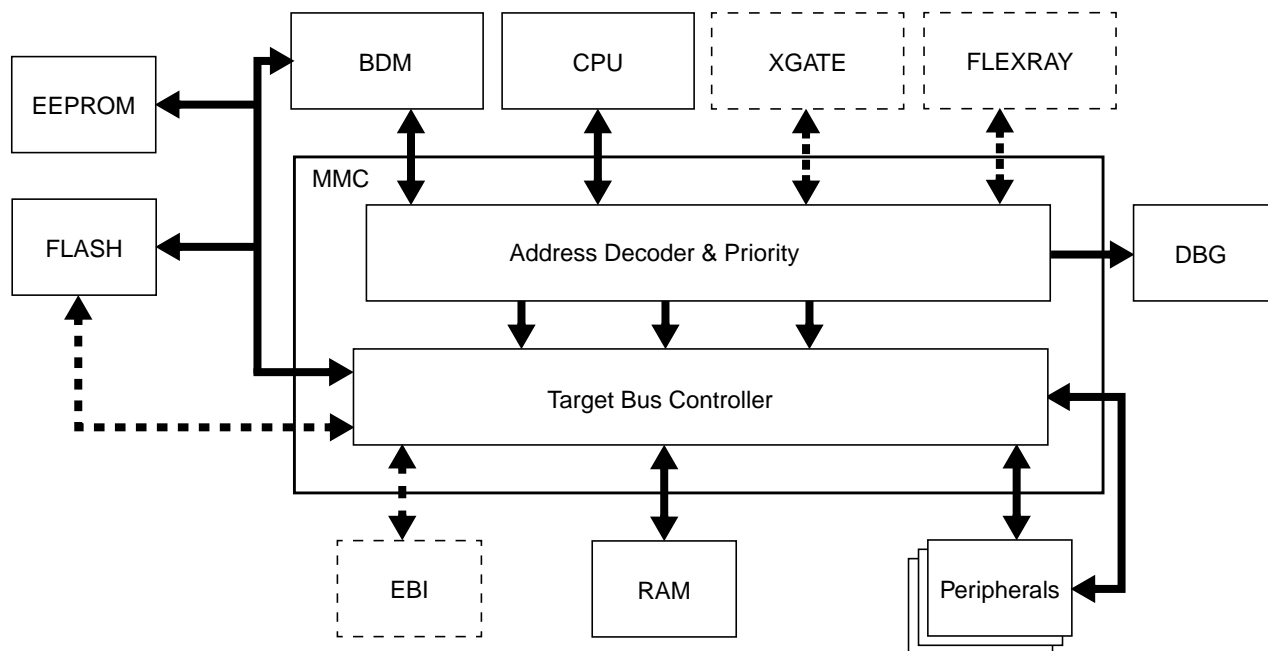 BDM
CPU
XGATE
FLEXRAY
EEPROM
MMC
FLASH
Address Decoder & Priority
DBG
Target Bus Controller
EBI
RAM
Peripherals